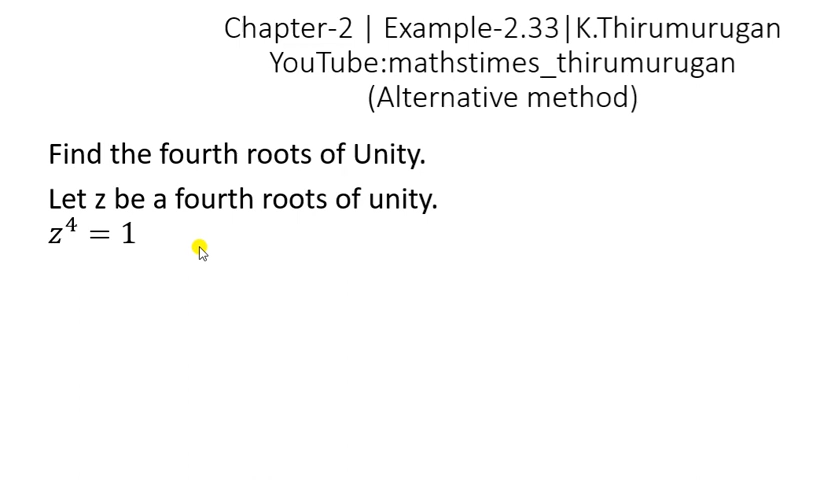 Chapter-2 | Example-2.33|K.Thirumurugan
YouTube:mathstimes_thirumurugan
(Alternative method)
Find the fourth roots of Unity.
Let z be a fourth roots of unity.
z⁴ = 1